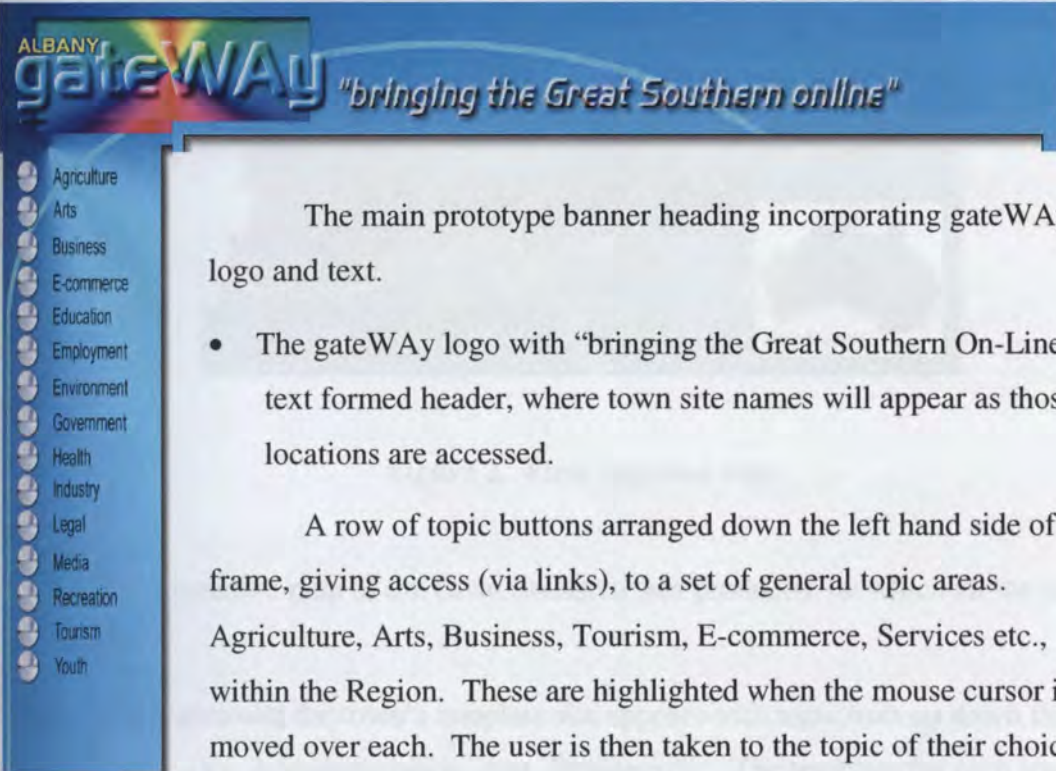 ALBANY
gateWAy "bringing the Great Southern online"
Agriculture
Arts
Business
E-commerce
Education
Employment
Environment
Government
Health
Industry
Legal
Media
Recreation
Tourism
Youth
The main prototype banner heading incorporating gateWA
logo and text.
• The gateWAy logo with “bringing the Great Southern On-Line
text formed header, where town site names will appear as thos
locations are accessed.
A row of topic buttons arranged down the left hand side of
frame, giving access (via links), to a set of general topic areas.
Agriculture, Arts, Business, Tourism, E-commerce, Services etc.,
within the Region. These are highlighted when the mouse cursor i
moved over each. The user is then taken to the topic of their choic